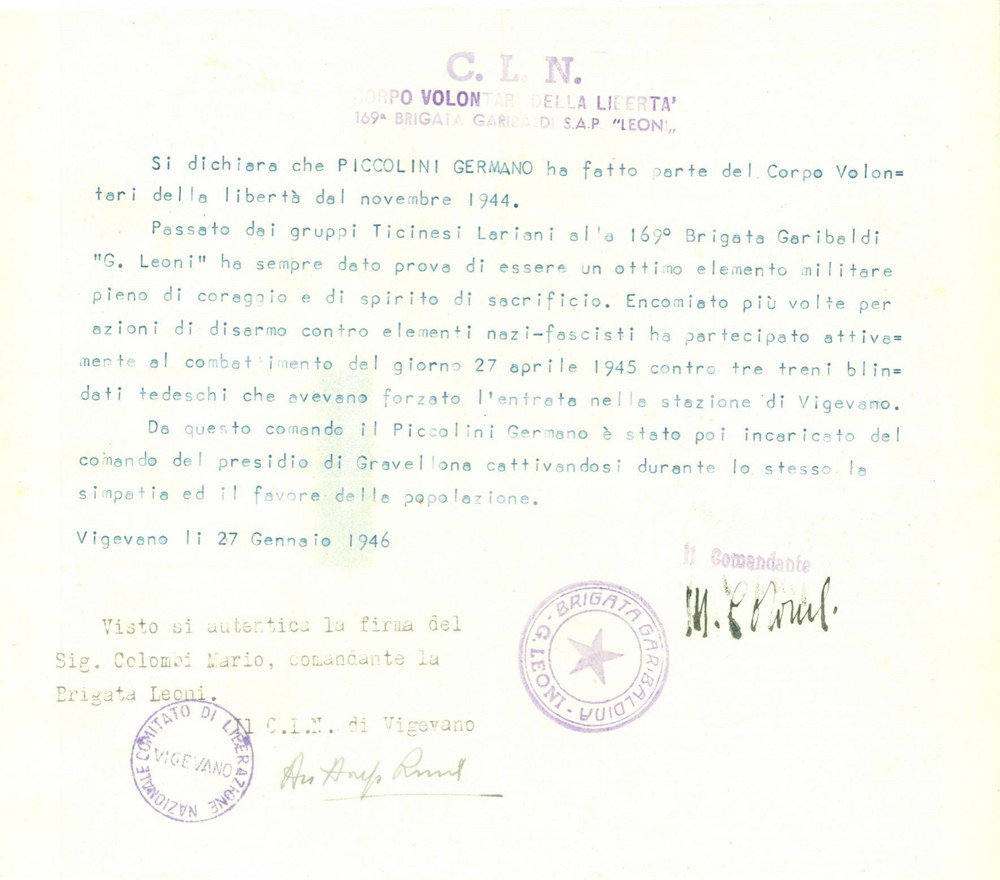 C. L. N.
CORPO VOLONTARI DELLA LIBERTA'
169ª BRIGATA GARIBALDI S.A.P. "LEONI„
Si dichiara che PICCOLINI GERMANO ha fatto parte del Corpo Volon=
tari della libertà dal novembre 1944.
Passato dai gruppi Ticinesi Lariani alla 169º Brigata Garibaldi
"G. Leoni" ha sempre dato prova di essere un ottimo elemento militare
pieno di coraggio e di spirito di sacrificio. Encomiato più volte per
azioni di disarmo contro elementi nazi-fascisti ha partecipato attiva=
mente al combattimento del giorno 27 aprile 1945 contro tre treni blin=
dati tedeschi che avevano forzato l'entrata nella stazione di Vigevano.
Da questo comando il Piccolini Germano è stato poi incaricato del
comando del presidio di Gravellona cattivandosi durante lo stesso la
simpatia ed il favore della popolazione.
Vigevano li 27 Gennaio 1946
Il Comandante
M. Colombi
BRIGATA GARIBALDINA - G. LEONI -
Visto si autentica la firma del
Sig. Colombi Mario, comandante la
Brigata Leoni.
Il C.L.N. di Vigevano
COMITATO DI LIBERAZIONE NAZIONALE
VIGEVANO